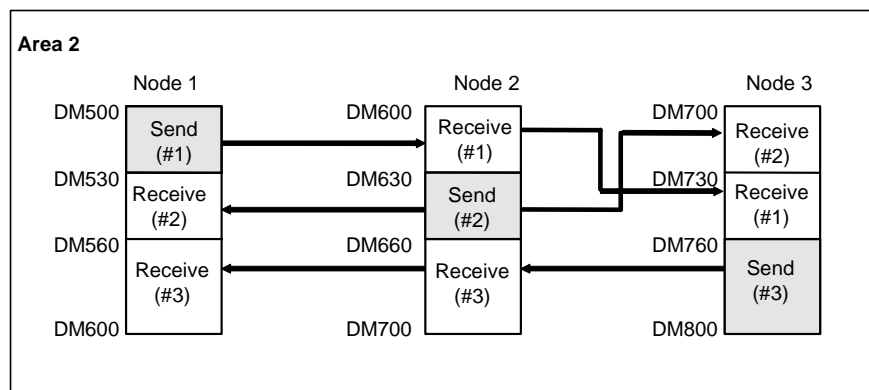 Area 2
Node 1
Node 2
Node 3
DM500
Send
(#1)
DM530
Receive
(#2)
DM560
Receive
(#3)
DM600
DM600
Receive
(#1)
DM630
Send
(#2)
DM660
Receive
(#3)
DM700
DM700
Receive
(#2)
DM730
Receive
(#1)
DM760
Send
(#3)
DM800